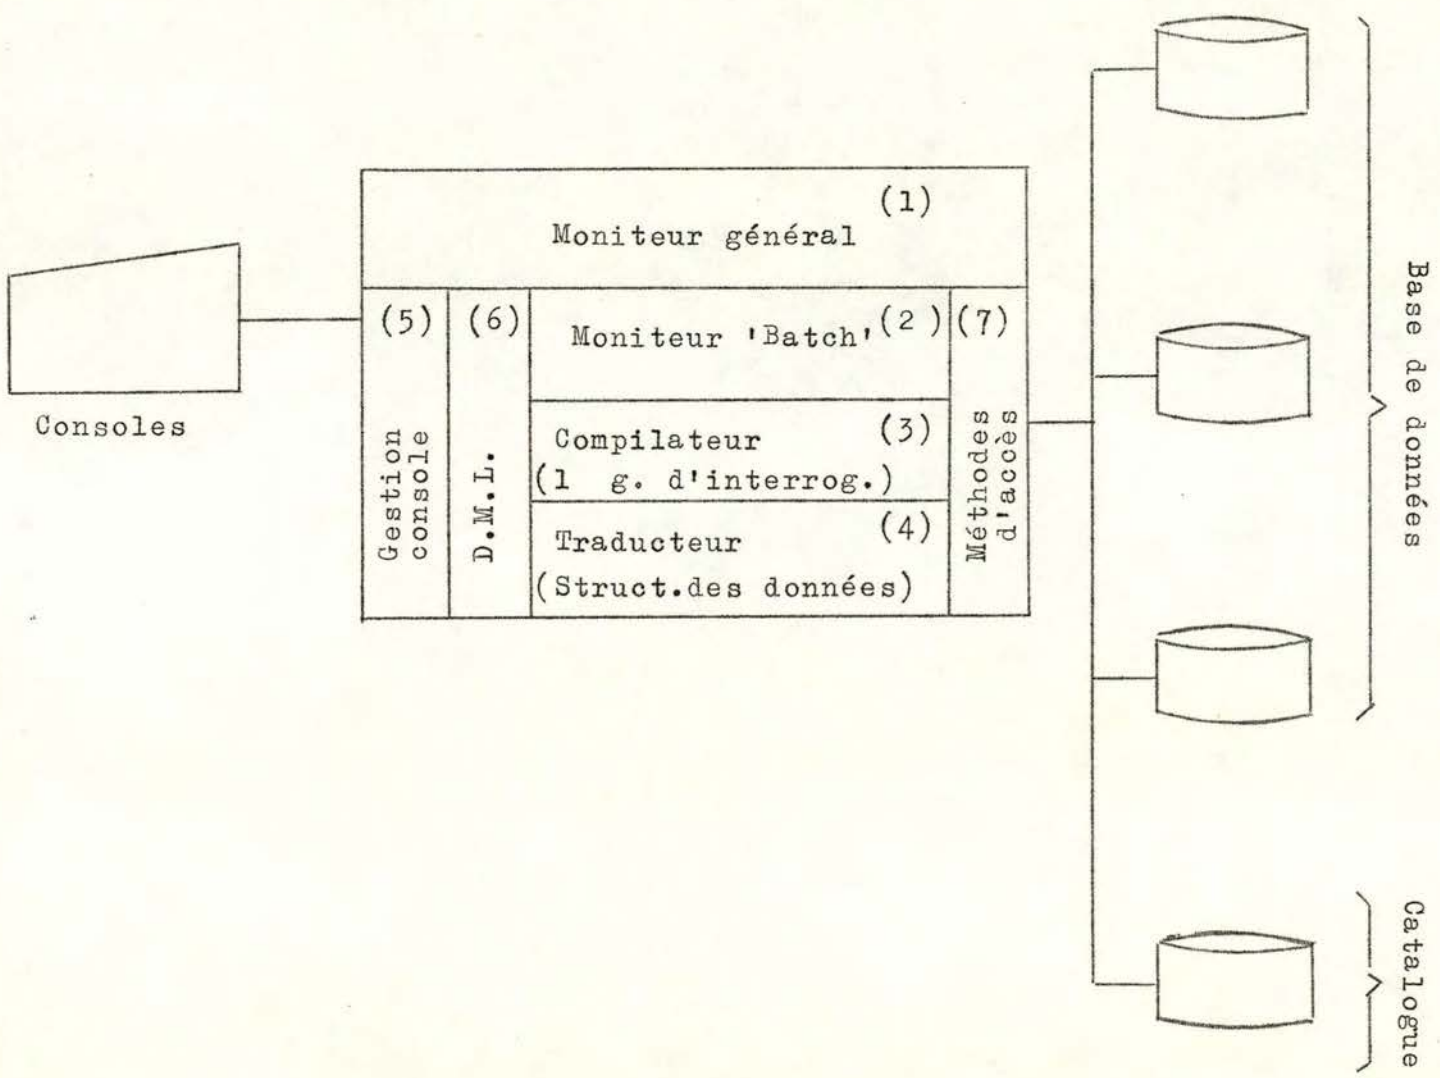 (1)
Moniteur général
Consoles
(5)
Gestion
console
(6)
D.M.L.
Moniteur 'Batch' (2 )
Compilateur (3)
(l g. d'interrog.)
Traducteur (4)
(Struct.des données)
(7)
Méthodes
d'accès
Base de données
Catalogue